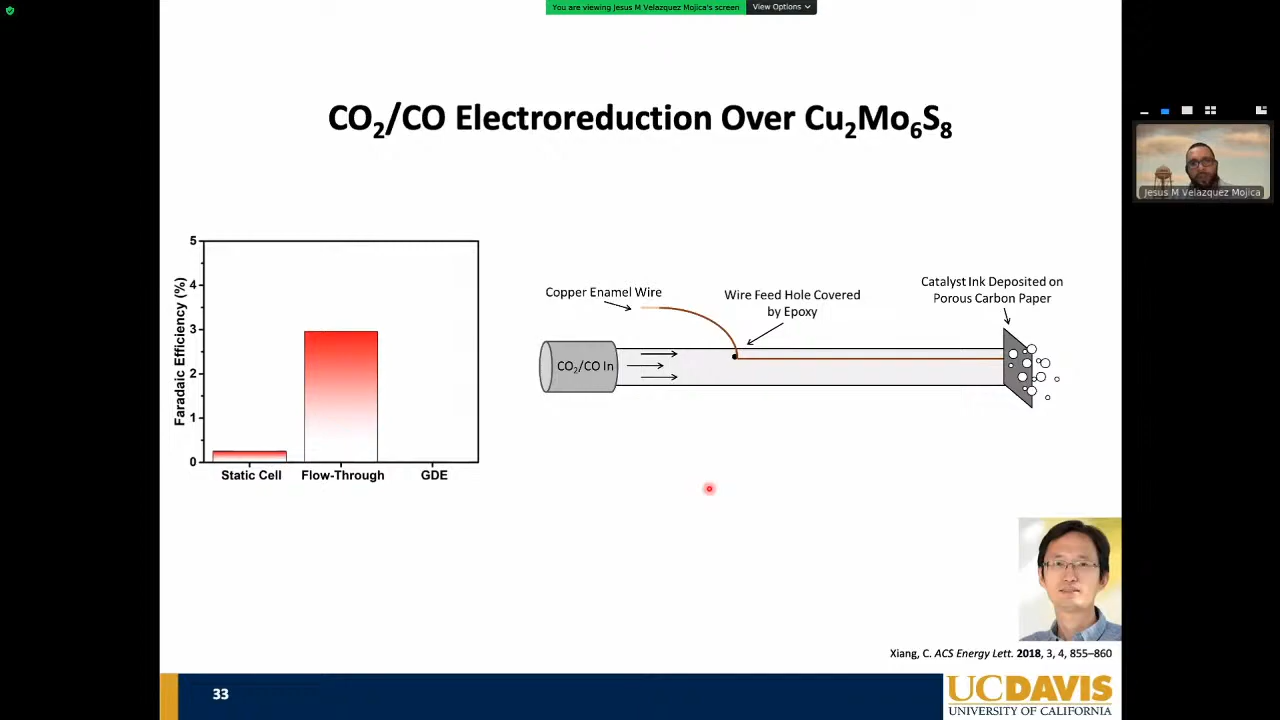 You are viewing Jesus M Velazquez Mojica's screen
View Options
CO₂/CO Electroreduction Over Cu₂Mo₆S₈
Jesus M Velazquez Mojica
Faradaic Efficiency (%)
5
4
3
2
1
0
Static Cell
Flow-Through
GDE
Copper Enamel Wire
Wire Feed Hole Covered
by Epoxy
Catalyst Ink Deposited on
Porous Carbon Paper
CO₂/CO In
Xiang, C. ACS Energy Lett. 2018, 3, 4, 855–860
33
UCDAVIS
UNIVERSITY OF CALIFORNIA